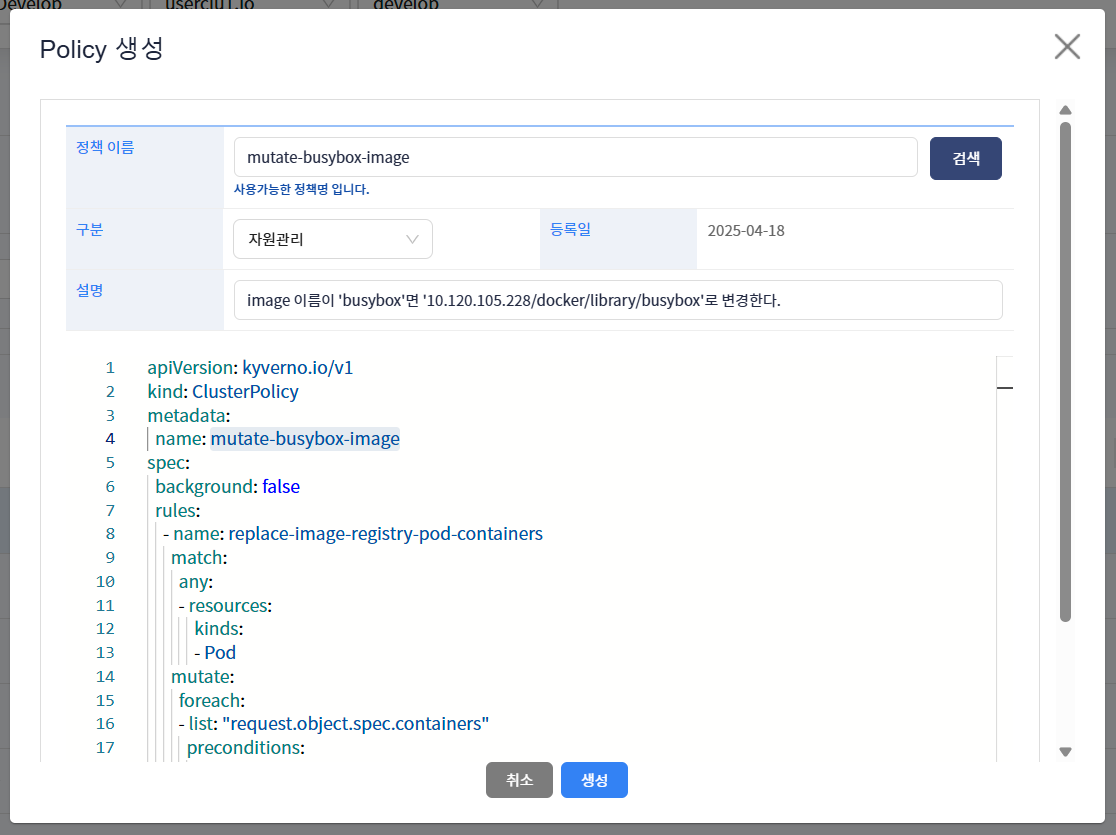 Develop
userclu1.io
develop
Policy 생성
정책 이름
mutate-busybox-image
검색
사용가능한 정책명 입니다.
구분
자원관리
등록일
2025-04-18
설명
image 이름이 'busybox'면 '10.120.105.228/docker/library/busybox'로 변경한다.
1 apiVersion: kyverno.io/v1
2 kind: ClusterPolicy
3 metadata:
4 name: mutate-busybox-image
5 spec:
6 background: false
7 rules:
8 - name: replace-image-registry-pod-containers
9 match:
10 any:
11 - resources:
12 kinds:
13 - Pod
14 mutate:
15 foreach:
16 - list: "request.object.spec.containers"
17 preconditions:
취소
생성